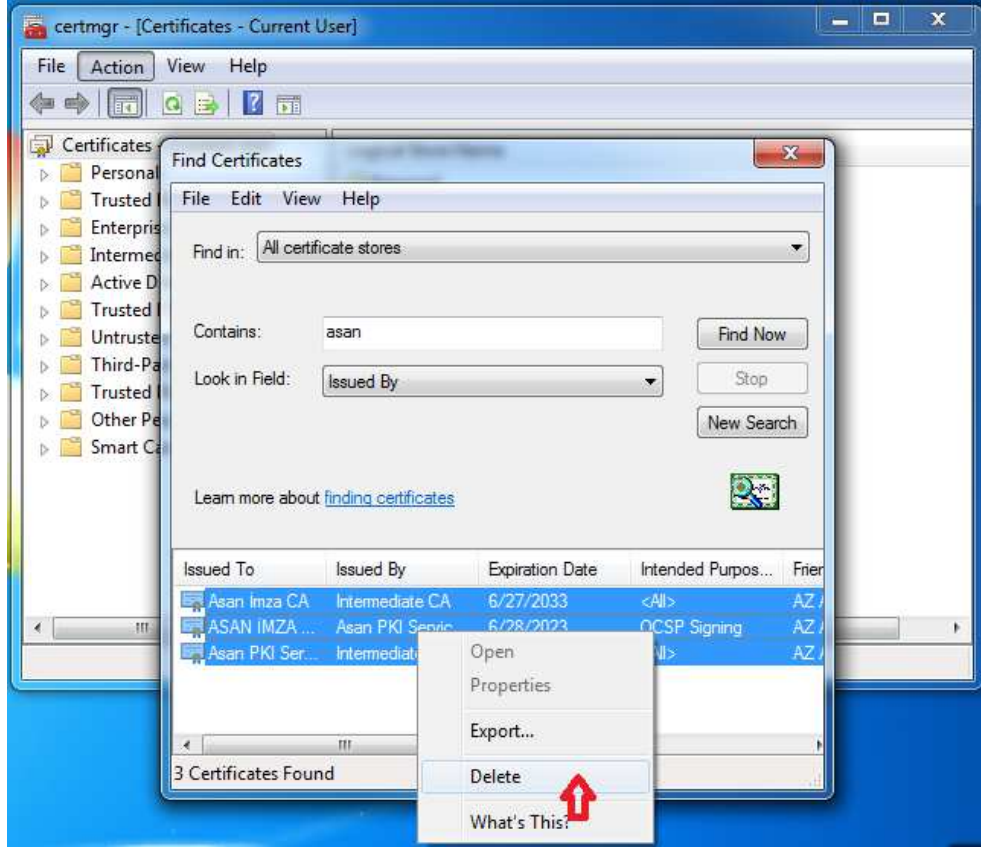 certmgr - [Certificates - Current User]
File Action View Help
Certificates
Personal
Trusted
Enterpris
Intermed
Active D
Trusted
Untruste
Third-Pa
Trusted
Other Pe
Smart Ca
Find Certificates
File Edit View Help
Find in: All certificate stores
Contains: asan Find Now
Look in Field: Issued By Stop
New Search
Learn more about finding certificates
Issued To Issued By Expiration Date Intended Purpos... Frien
Asan Imza CA Intermediate CA 6/27/2033 <All> AZ
ASAN İMZA ... Asan PKI Servic 6/28/2023 OCSP Signing AZ
Asan PKI Ser... Intermediat AZ
3 Certificates Found
Open
Properties
Export...
Delete
What's This?